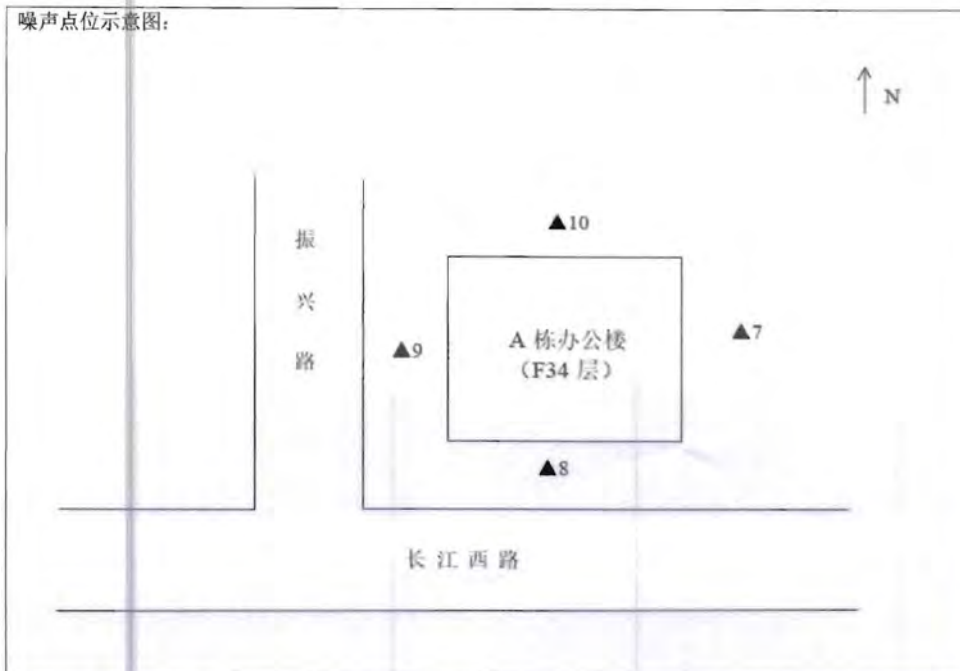 噪声点位示意图：
N
▲10
振
兴
路
▲9
A 栋办公楼
（F34 层）
▲7
▲8
长 江 西 路